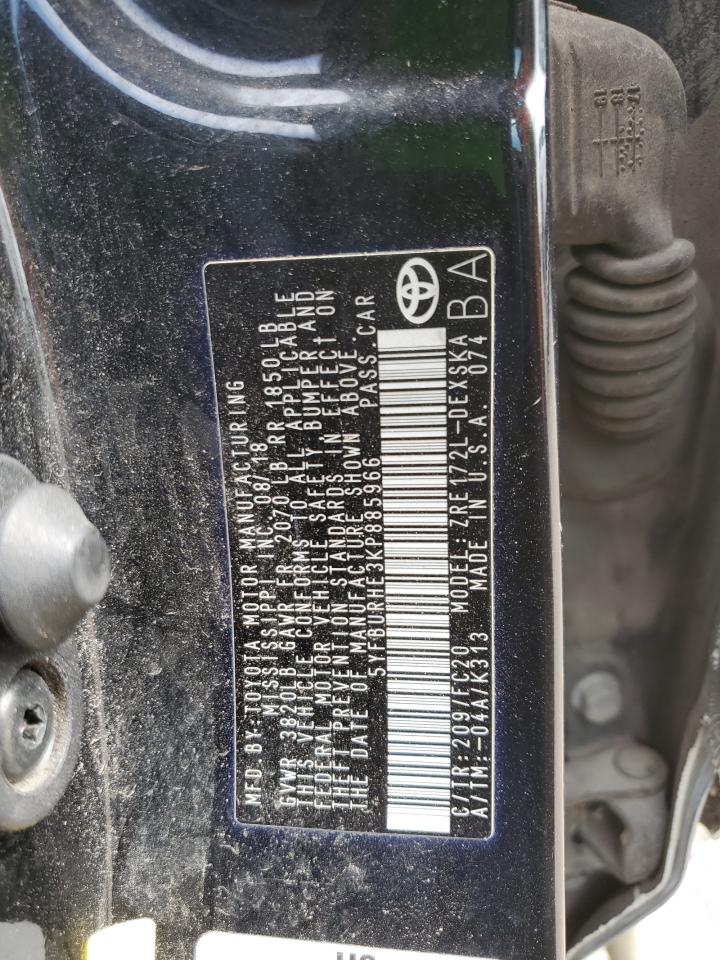 MFD.BY:TOYOTA MOTOR MANUFACTURING
MISSISSIPPI INC 08/18
GVWR 3820LB GAWR FR 2070 LB RR 1850 LB
THIS VEHICLE CONFORMS TO ALL APPLICABLE
FEDERAL MOTOR VEHICLE SAFETY, BUMPER AND
THEFT PREVENTION STANDARDS IN EFFECT ON
THE DATE OF MANUFACTURE SHOWN ABOVE.
5YFBURHE3KP885966 PASS. CAR
C/TR:209/FC20 MODEL:ZRE172L-DEXSKA
A/TM:-04A/K313 MADE IN U.S.A. 074
BA